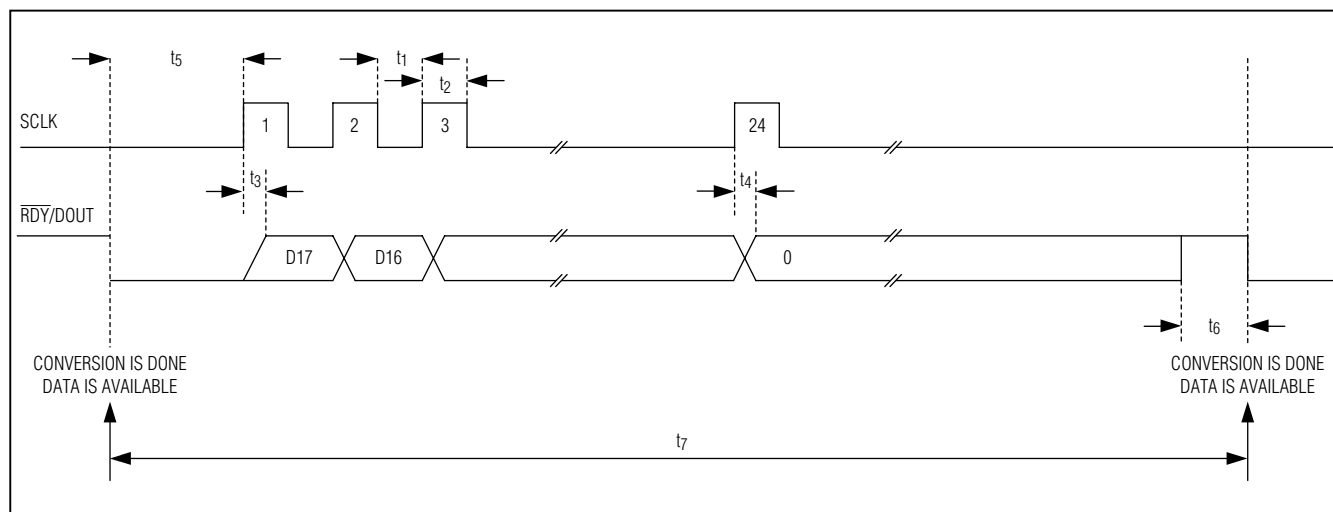 t5
t1
t2
SCLK
1
2
3
24
t3
t4
RDY/DOUT
D17
D16
0
t6
CONVERSION IS DONE
DATA IS AVAILABLE
CONVERSION IS DONE
DATA IS AVAILABLE
t7